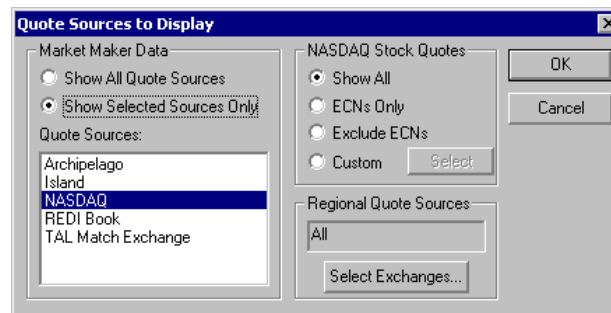 Quote Sources to Display
Market Maker Data
Show All Quote Sources
Show Selected Sources Only
Quote Sources:
Archipelago
Island
NASDAQ
REDI Book
TAL Match Exchange
NASDAQ Stock Quotes
Show All
ECNs Only
Exclude ECNs
Custom
Select
Regional Quote Sources
All
Select Exchanges...
OK
Cancel